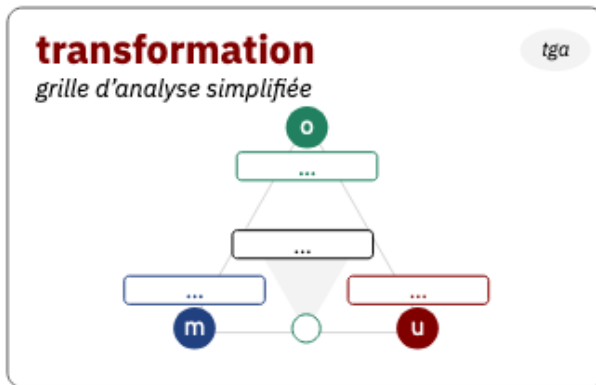 transformation
tga
grille d'analyse simplifiée
o
...
...
...
...
m
u